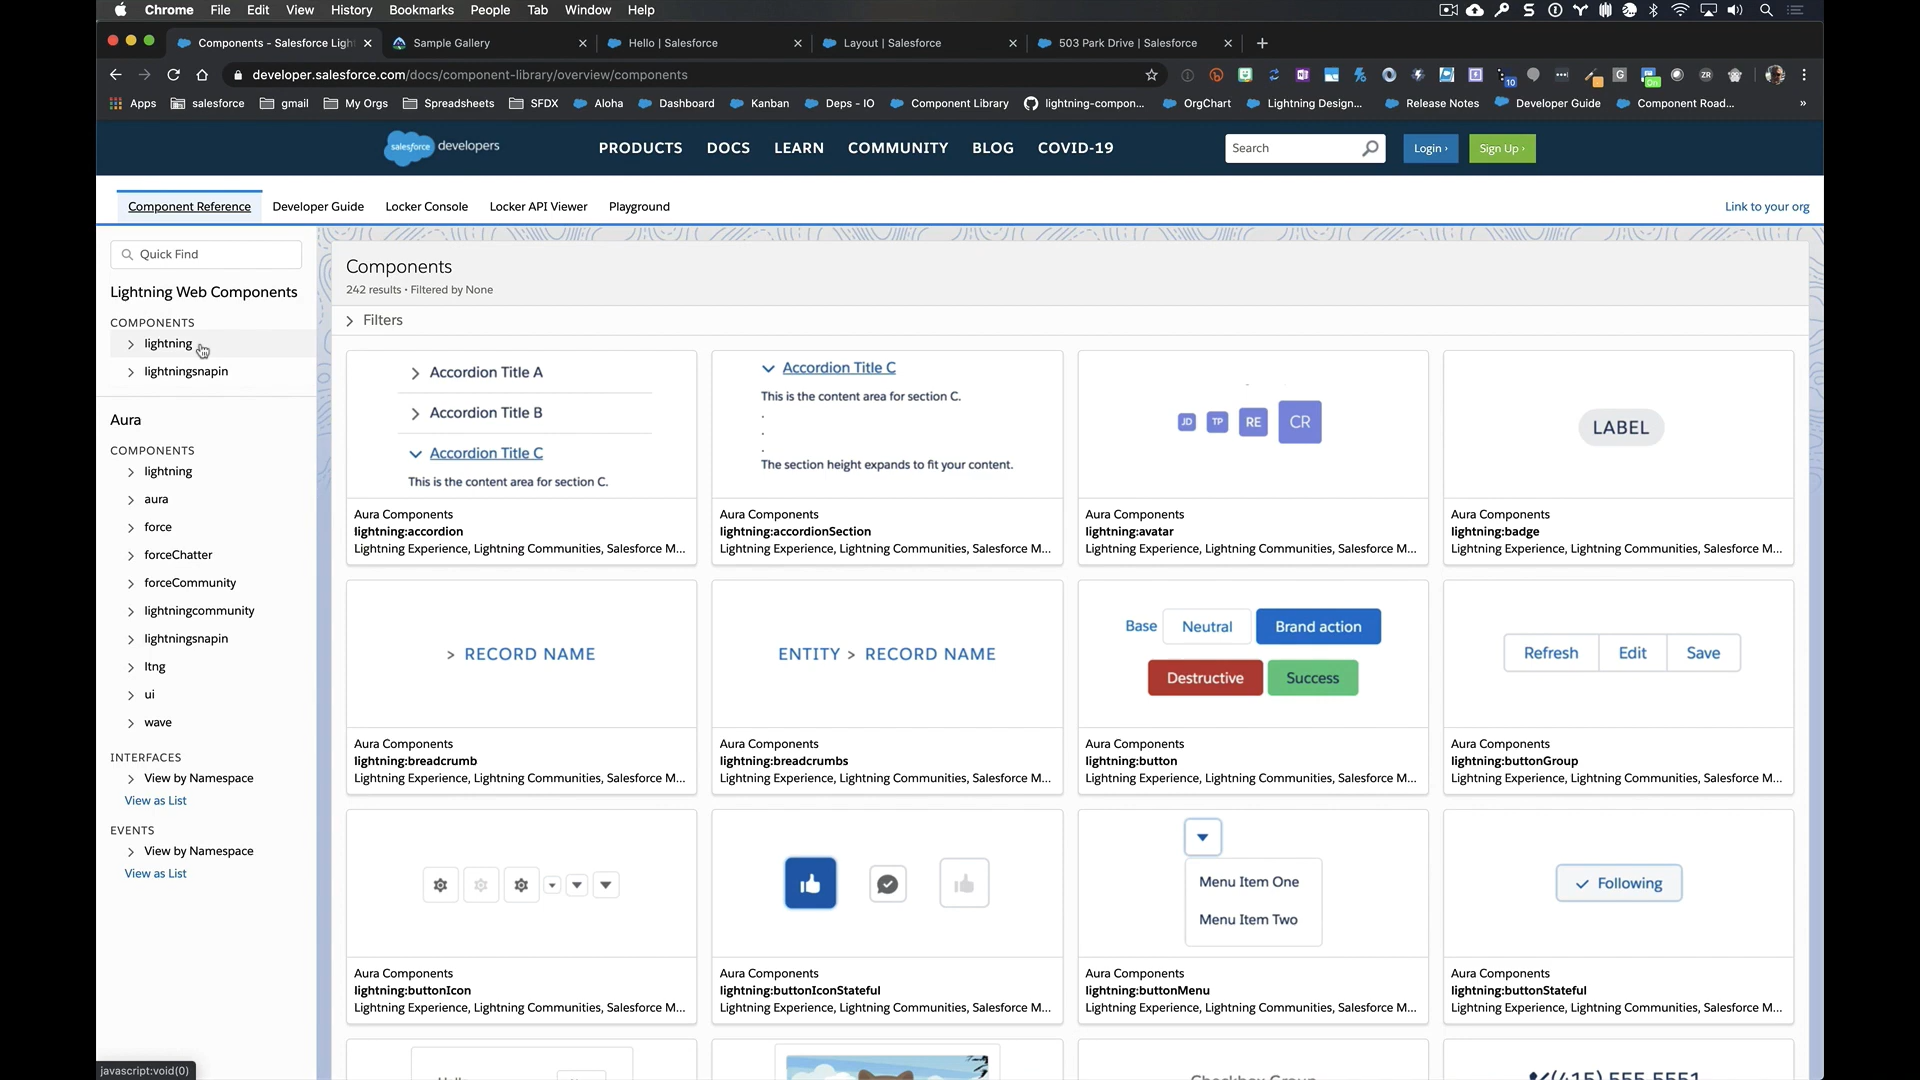 Chrome File Edit View History Bookmarks People Tab Window Help
Components - Salesforce Light
Sample Gallery
Hello | Salesforce
Layout | Salesforce
503 Park Drive | Salesforce
developer.salesforce.com/docs/component-library/overview/components
Apps salesforce gmail My Orgs Spreadsheets SFDX Aloha Dashboard Kanban Deps - IO Component Library lightning-compon... OrgChart Lightning Design... Release Notes Developer Guide Component Road... »
salesforce developers
PRODUCTS DOCS LEARN COMMUNITY BLOG COVID-19
Search
Login ›
Sign Up ›
Component Reference Developer Guide Locker Console Locker API Viewer Playground
Link to your org
Quick Find
Lightning Web Components
COMPONENTS
lightning
lightningsnapin
Aura
COMPONENTS
lightning
aura
force
forceChatter
forceCommunity
lightningcommunity
lightningsnapin
ltng
ui
wave
INTERFACES
View by Namespace
View as List
EVENTS
View by Namespace
View as List
Components
242 results • Filtered by None
Filters
Accordion Title A
Accordion Title B
Accordion Title C
This is the content area for section C.
Aura Components
lightning:accordion
Lightning Experience, Lightning Communities, Salesforce M...
Accordion Title C
This is the content area for section C.
.
.
.
The section height expands to fit your content.
Aura Components
lightning:accordionSection
Lightning Experience, Lightning Communities, Salesforce M...
JD TP RE CR
Aura Components
lightning:avatar
Lightning Experience, Lightning Communities, Salesforce M...
LABEL
Aura Components
lightning:badge
Lightning Experience, Lightning Communities, Salesforce M...
> RECORD NAME
Aura Components
lightning:breadcrumb
Lightning Experience, Lightning Communities, Salesforce M...
ENTITY > RECORD NAME
Aura Components
lightning:breadcrumbs
Lightning Experience, Lightning Communities, Salesforce M...
Base Neutral Brand action
Destructive Success
Aura Components
lightning:button
Lightning Experience, Lightning Communities, Salesforce M...
Refresh Edit Save
Aura Components
lightning:buttonGroup
Lightning Experience, Lightning Communities, Salesforce M...
Aura Components
lightning:buttonIcon
Lightning Experience, Lightning Communities, Salesforce M...
Aura Components
lightning:buttonIconStateful
Lightning Experience, Lightning Communities, Salesforce M...
Menu Item One
Menu Item Two
Aura Components
lightning:buttonMenu
Lightning Experience, Lightning Communities, Salesforce M...
Following
Aura Components
lightning:buttonStateful
Lightning Experience, Lightning Communities, Salesforce M...
Checkbox Group
(415) 555 5551
javascript:void(0)